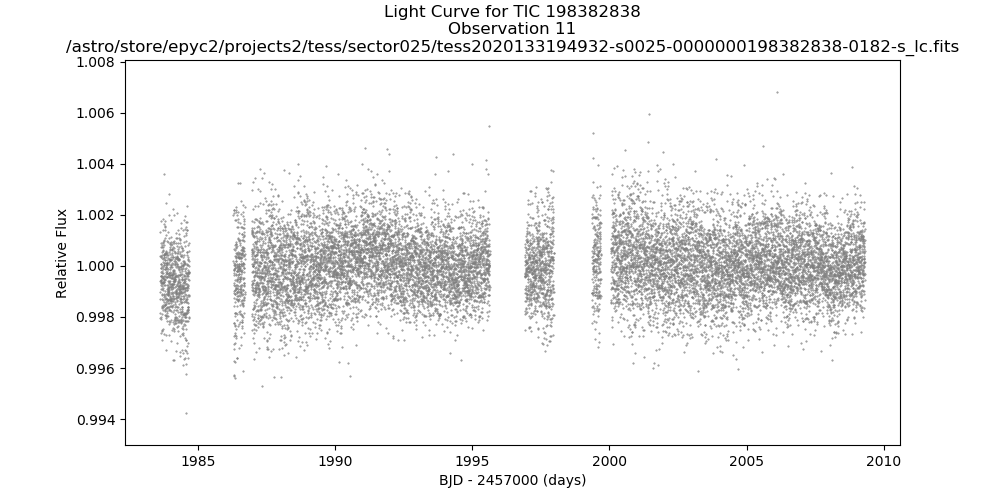 Light Curve for TIC 198382838
Observation 11
/astro/store/epyc2/projects2/tess/sector025/tess2020133194932-s0025-0000000198382838-0182-s_lc.fits
1.008
1.006
1.004
1.002
1.000
0.998
0.996
0.994
Relative Flux
1985
1990
1995
2000
2005
2010
BJD - 2457000 (days)